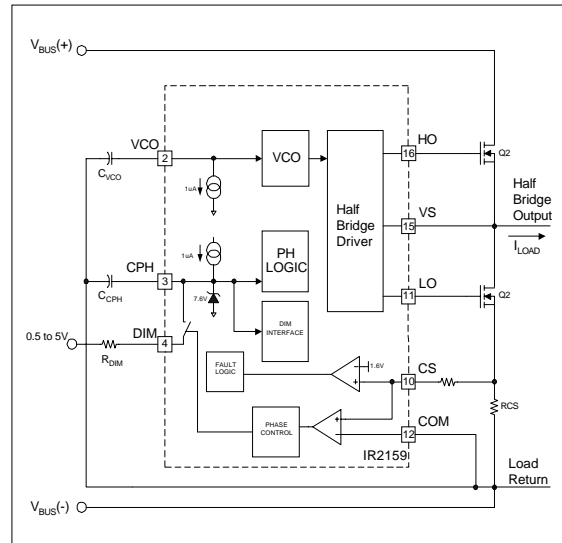 VBUS(+)
VCO
2
CVCO
1uA
VCO
Half
Bridge
Driver
HO
16
Q2
VS
15
Half
Bridge
Output
ILOAD
CPH
3
CCPH
1uA
7.6V
PH
LOGIC
LO
11
Q2
0.5 to 5V
RDIM
DIM
4
DIM
INTERFACE
FAULT
LOGIC
1.6V
CS
10
RCS
PHASE
CONTROL
COM
12
IR2159
Load
Return
VBUS(-)